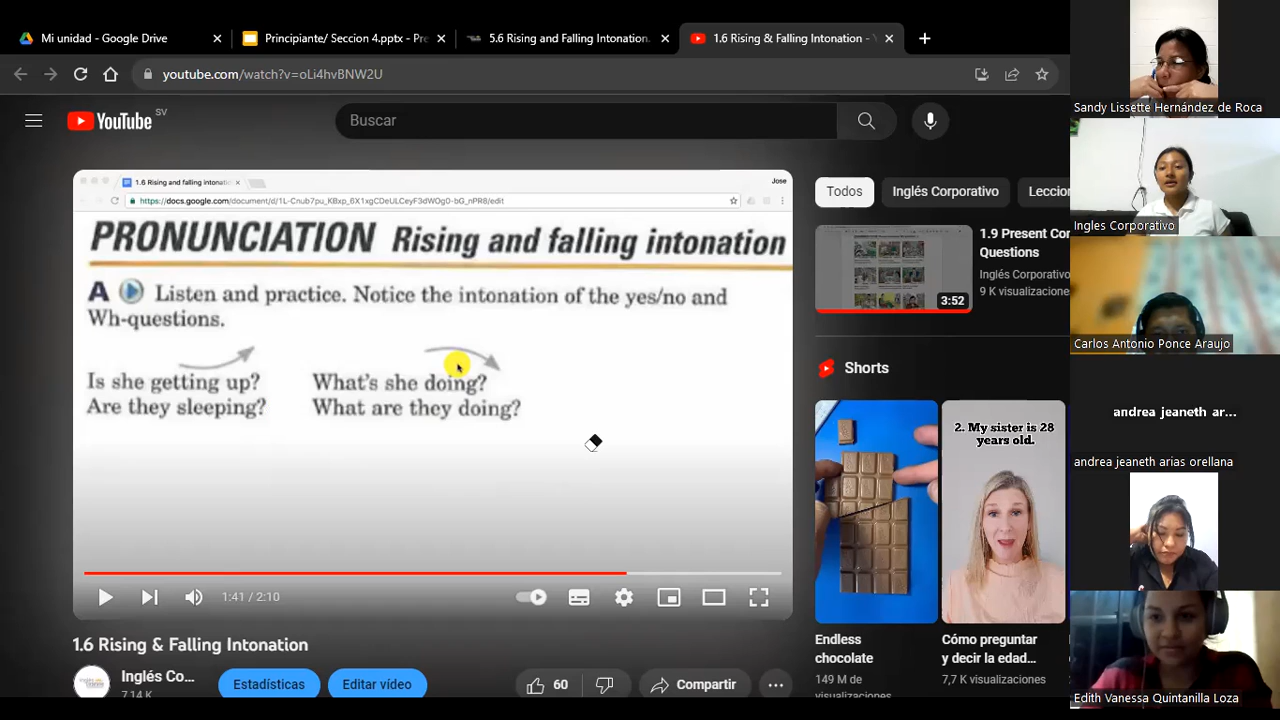 Mi unidad - Google Drive
Principiante/ Seccion 4.pptx - Pre
5.6 Rising and Falling Intonation.
1.6 Rising & Falling Intonation - Y
youtube.com/watch?v=oLi4hvBNW2U
YouTube SV
Buscar
1.6 Rising and falling intonatio
Jose
https://docs.google.com/document/d/1L-Cnub7pu_KBxp_6X1xgCDeULCeyF3dWOg0-bG_nPR8/edit
PRONUNCIATION Rising and falling intonation
A Listen and practice. Notice the intonation of the yes/no and
Wh-questions.
Is she getting up? What's she doing?
Are they sleeping? What are they doing?
1:41 / 2:10
1.6 Rising & Falling Intonation
Inglés Co...
7.14 K
Estadísticas
Editar vídeo
60
Compartir
Todos
Inglés Corporativo
Leccion
1.9 Present Con
Questions
Inglés Corporativo
9 K visualizaciones
3:52
Shorts
2. My sister is 28
years old.
Endless
chocolate
149 M de
visualizaciones
Cómo preguntar
y decir la edad...
7,7 K visualizaciones
Sandy Lissette Hernández de Roca
Ingles Corporativo
Carlos Antonio Ponce Araujo
andrea jeaneth ar...
andrea jeaneth arias orellana
Edith Vanessa Quintanilla Loza